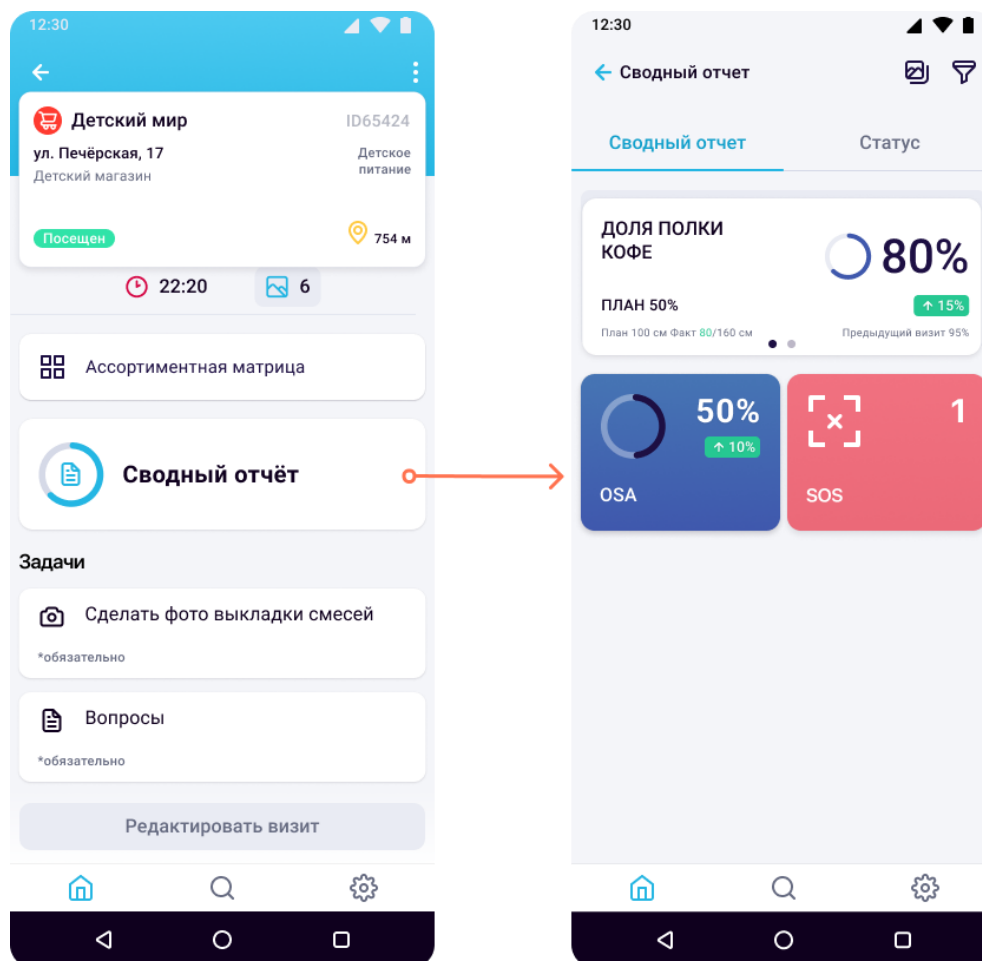 12:30
Детский мир
ID65424
ул. Печёрская, 17
Детский магазин
Детское
питание
Посещен
754 м
22:20
6
Ассортиментная матрица
Сводный отчёт
Задачи
Сделать фото выкладки смесей
*обязательно
Вопросы
*обязательно
Редактировать визит
12:30
Сводный отчет
Сводный отчет
Статус
ДОЛЯ ПОЛКИ
КОФЕ
80%
ПЛАН 50%
↑ 15%
План 100 см Факт 80/160 см
Предыдущий визит 95%
50%
↑ 10%
OSA
1
SOS